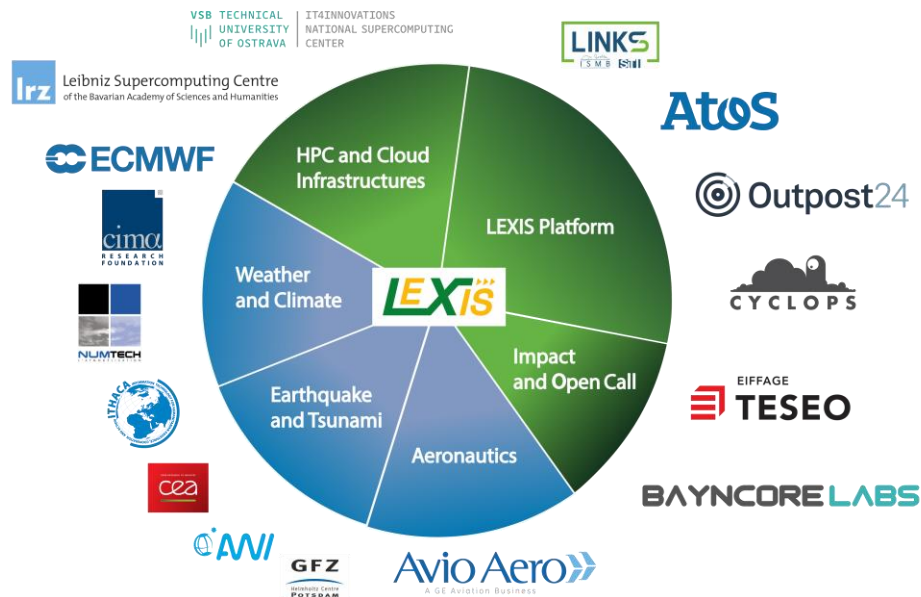 VSB TECHNICAL
UNIVERSITY
OF OSTRAVA
IT4INNOVATIONS
NATIONAL SUPERCOMPUTING
CENTER
LINKS
ISMB
STI
lrz
Leibniz Supercomputing Centre
of the Bavarian Academy of Sciences and Humanities
Atos
ECMWF
HPC and Cloud
Infrastructures
LEXIS Platform
Outpost24
cima
RESEARCH
FOUNDATION
Weather
and Climate
LEXIS
CYCLOPS
NUMTECH
Impact
and Open Call
Earthquake
and Tsunami
ITHACA
EIFFAGE
TESEO
Aeronautics
cea
BAYNCORE LABS
AWI
GFZ
Helmholtz Centre
POTSDAM
Avio Aero
A GE Aviation Business